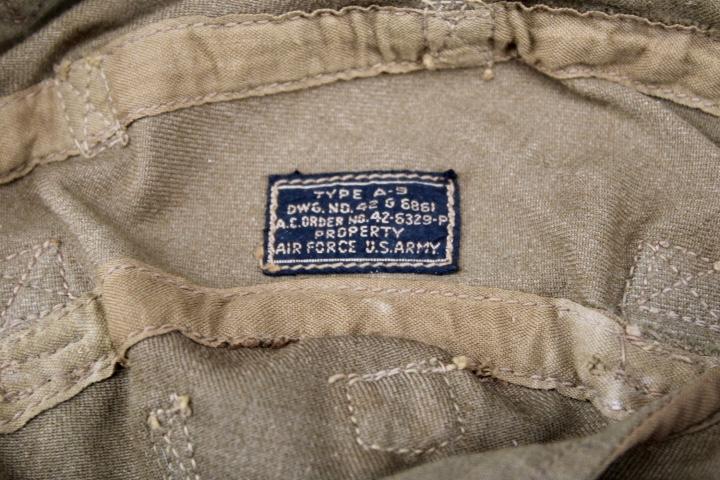 TYPE A-9
DWG. NO. 42 G 6861
A.C. ORDER NO. 42-6329-P
PROPERTY
AIR FORCE U.S. ARMY